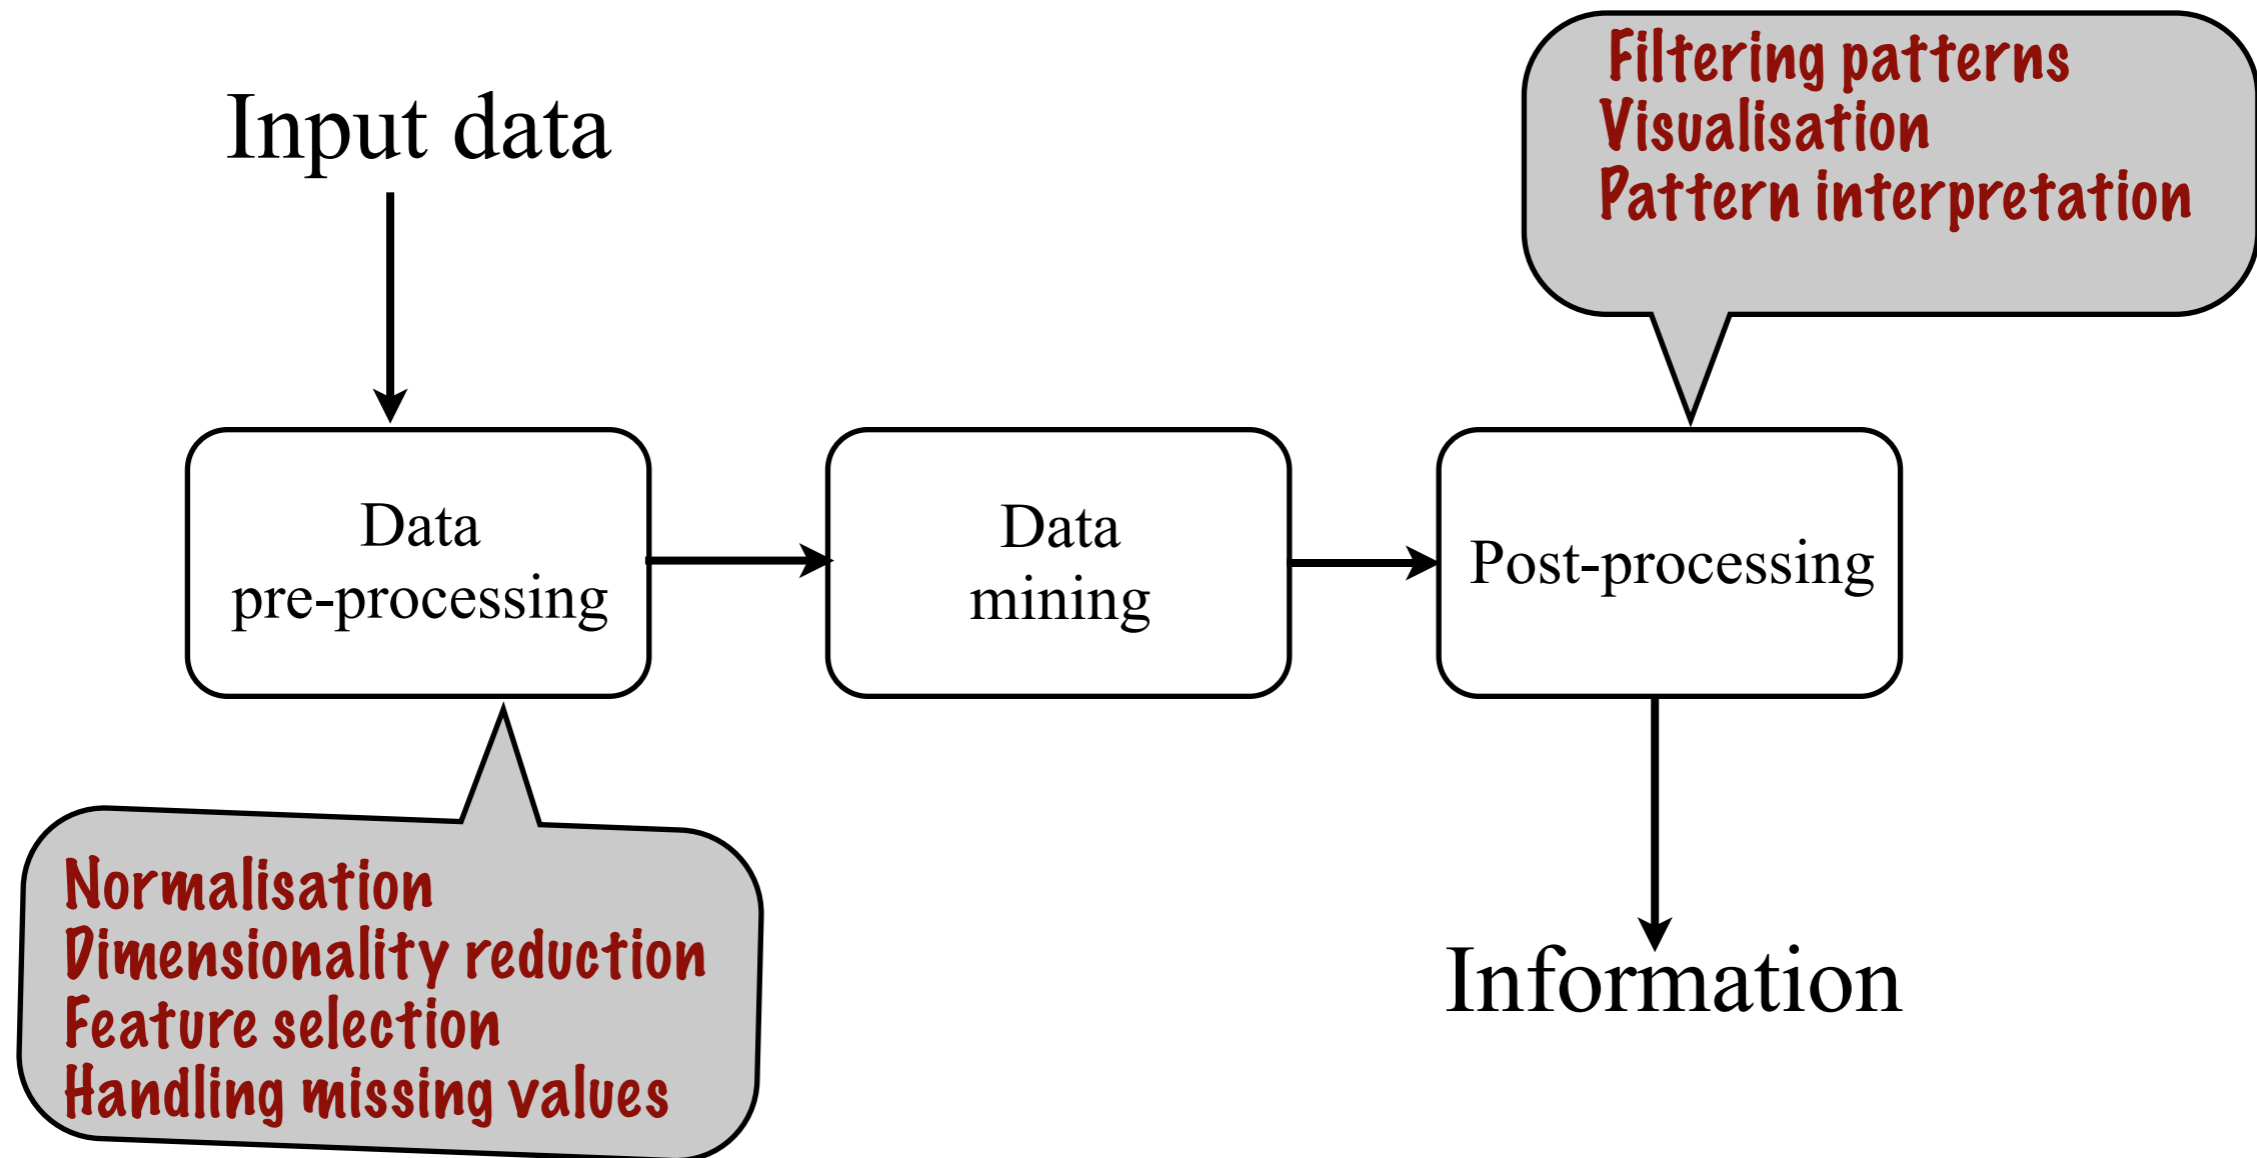 Input data
Filtering patterns
Visualisation
Pattern interpretation
Data
pre-processing
Data
mining
Post-processing
Normalisation
Dimensionality reduction
Feature selection
Handling missing values
Information